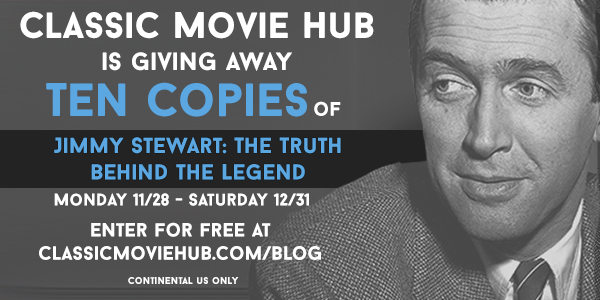 CLASSIC MOVIE HUB
IS GIVING AWAY
TEN COPIES OF
JIMMY STEWART: THE TRUTH
BEHIND THE LEGEND
MONDAY 11/28 - SATURDAY 12/31
ENTER FOR FREE AT
CLASSICMOVIEHUB.COM/BLOG
CONTINENTAL US ONLY